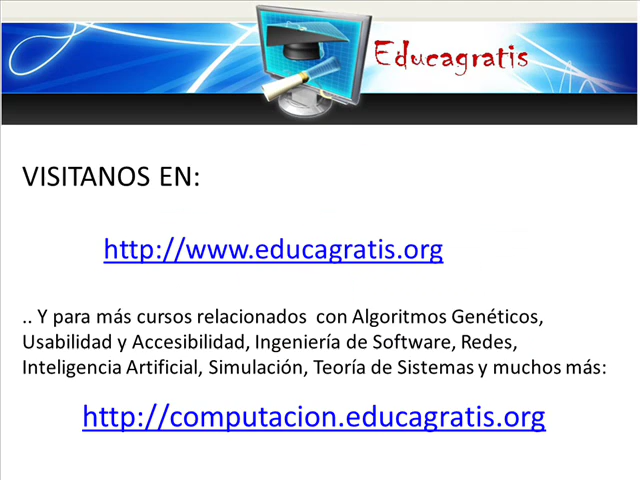 Educagratis
VISITANOS EN:
http://www.educagratis.org
.. Y para más cursos relacionados con Algoritmos Genéticos,
Usabilidad y Accesibilidad, Ingeniería de Software, Redes,
Inteligencia Artificial, Simulación, Teoría de Sistemas y muchos más:
http://computacion.educagratis.org